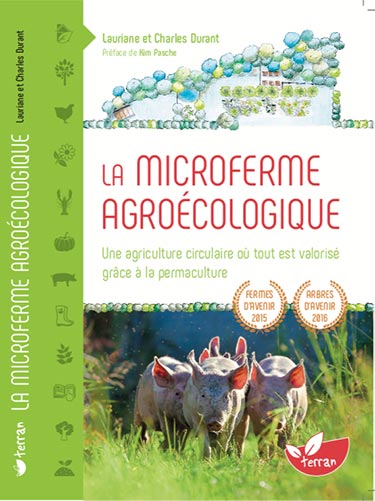 Lauriane et Charles Durant
Préface de Kim Pasche
LA MICROFERME
AGROÉCOLOGIQUE
Une agriculture circulaire où tout est valorisé
grâce à la permaculture
FERMES
D'AVENIR
2015
ARBRES
D'AVENIR
2016
terran
Lauriane et Charles Durant
LA MICROFERME AGROÉCOLOGIQUE
terran